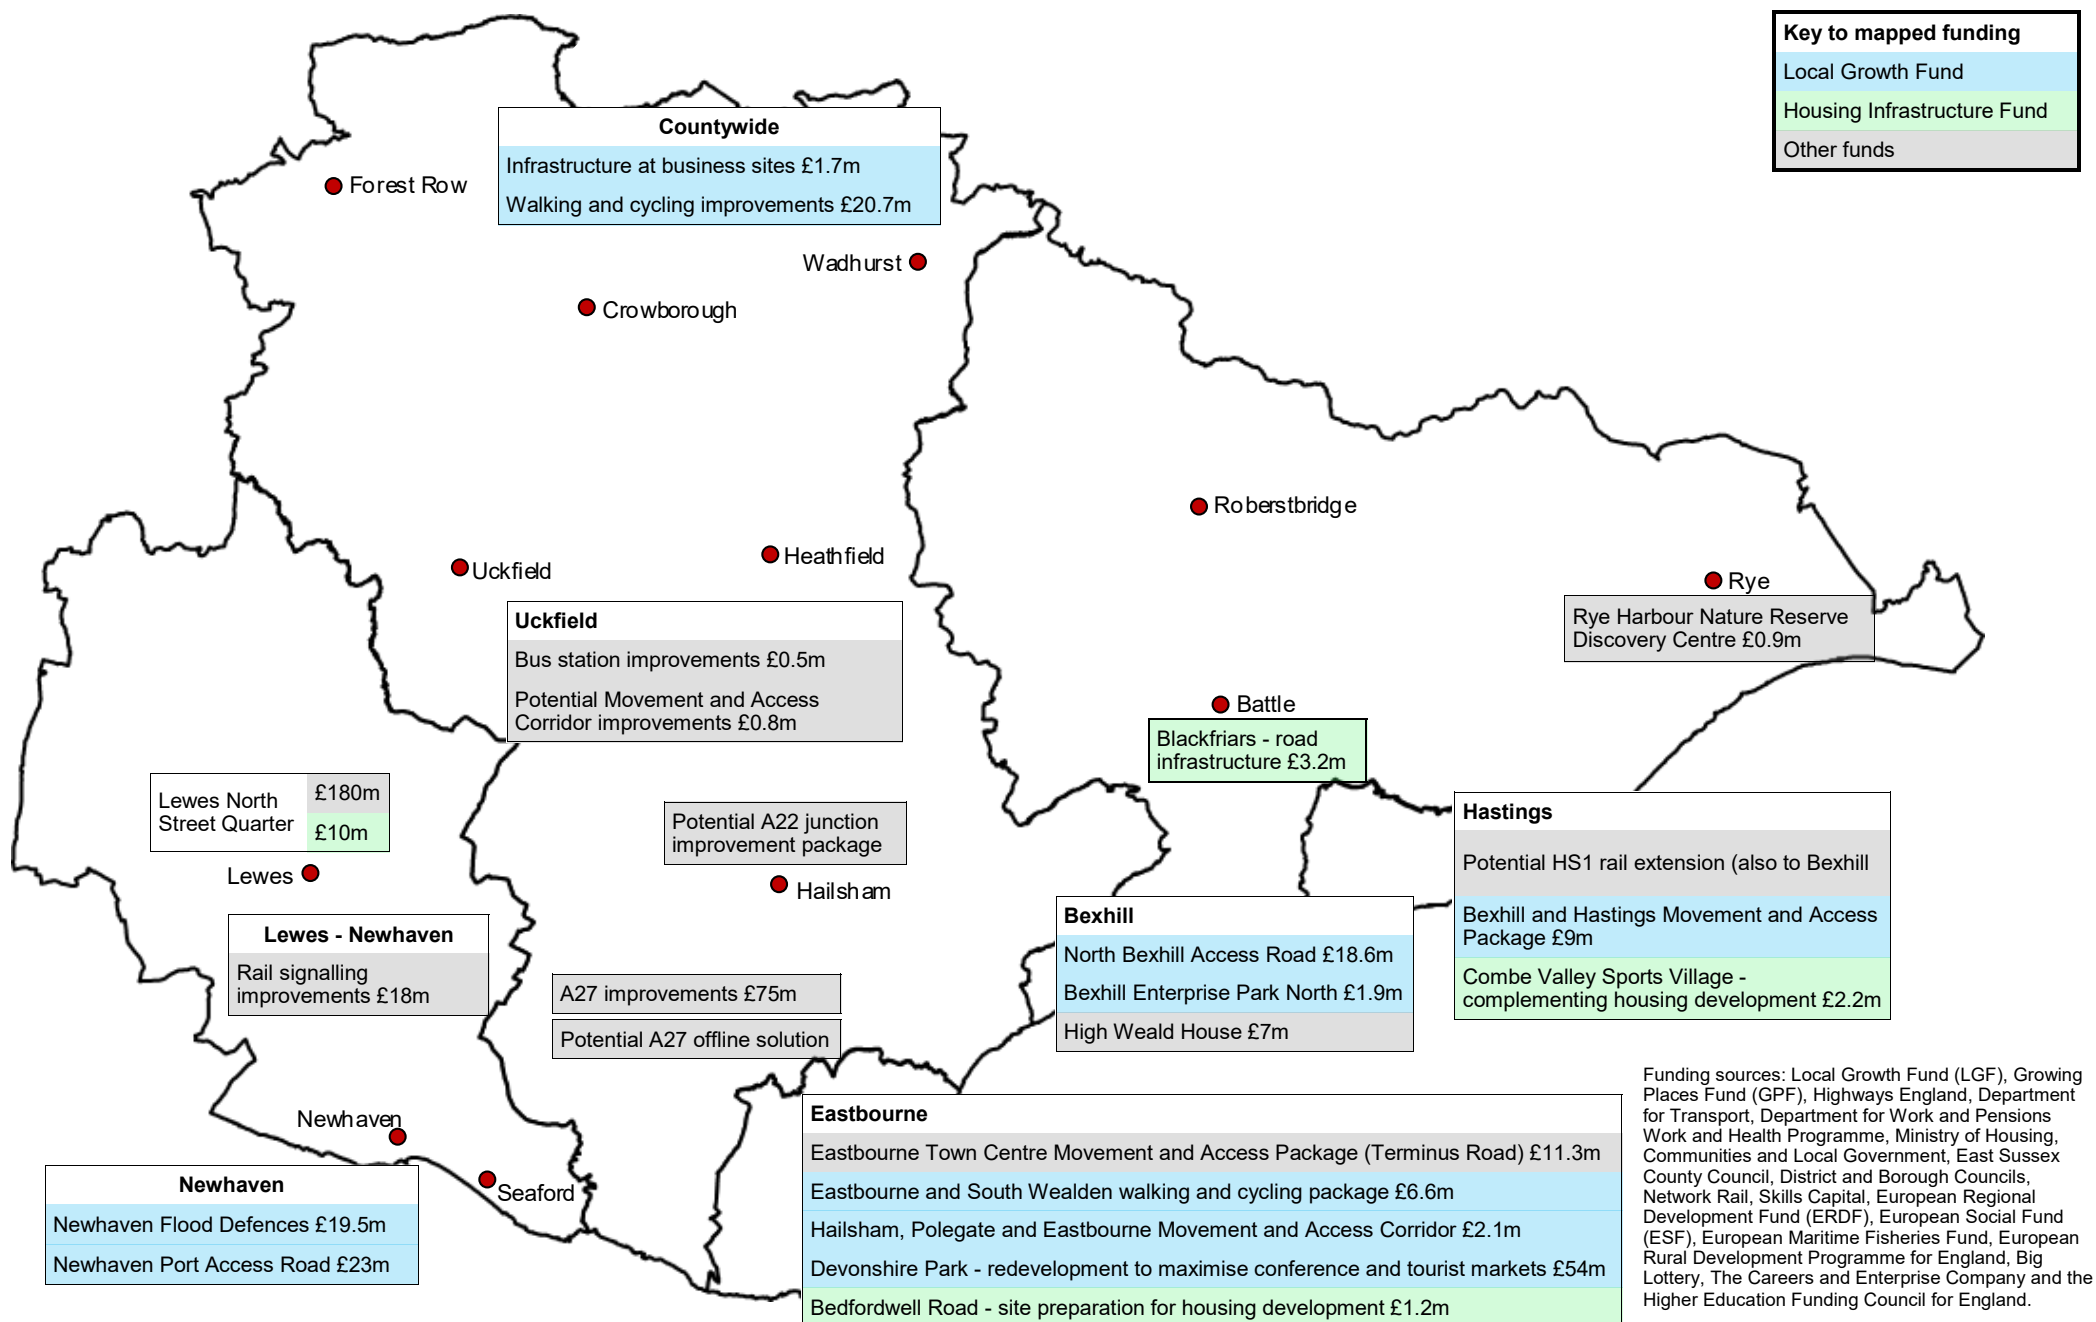 Key to mapped funding
Local Growth Fund
Housing Infrastructure Fund
Other funds
Countywide
Infrastructure at business sites £1.7m
Walking and cycling improvements £20.7m
Forest Row
Wadhurst
Crowborough
Roberstbridge
Heathfield
Uckfield
Rye
Rye Harbour Nature Reserve
Discovery Centre £0.9m
Uckfield
Bus station improvements £0.5m
Potential Movement and Access
Corridor improvements £0.8m
Battle
Blackfriars - road
infrastructure £3.2m
Lewes North
Street Quarter
£180m
£10m
Lewes
Potential A22 junction
improvement package
Hailsham
Hastings
Potential HS1 rail extension (also to Bexhill
Bexhill and Hastings Movement and Access
Package £9m
Combe Valley Sports Village -
complementing housing development £2.2m
Bexhill
North Bexhill Access Road £18.6m
Bexhill Enterprise Park North £1.9m
High Weald House £7m
Lewes - Newhaven
Rail signalling
improvements £18m
A27 improvements £75m
Potential A27 offline solution
Newhaven
Seaford
Newhaven
Newhaven Flood Defences £19.5m
Newhaven Port Access Road £23m
Eastbourne
Eastbourne Town Centre Movement and Access Package (Terminus Road) £11.3m
Eastbourne and South Wealden walking and cycling package £6.6m
Hailsham, Polegate and Eastbourne Movement and Access Corridor £2.1m
Devonshire Park - redevelopment to maximise conference and tourist markets £54m
Bedfordwell Road - site preparation for housing development £1.2m
Funding sources: Local Growth Fund (LGF), Growing
Places Fund (GPF), Highways England, Department
for Transport, Department for Work and Pensions
Work and Health Programme, Ministry of Housing,
Communities and Local Government, East Sussex
County Council, District and Borough Councils,
Network Rail, Skills Capital, European Regional
Development Fund (ERDF), European Social Fund
(ESF), European Maritime Fisheries Fund, European
Rural Development Programme for England, Big
Lottery, The Careers and Enterprise Company and the
Higher Education Funding Council for England.